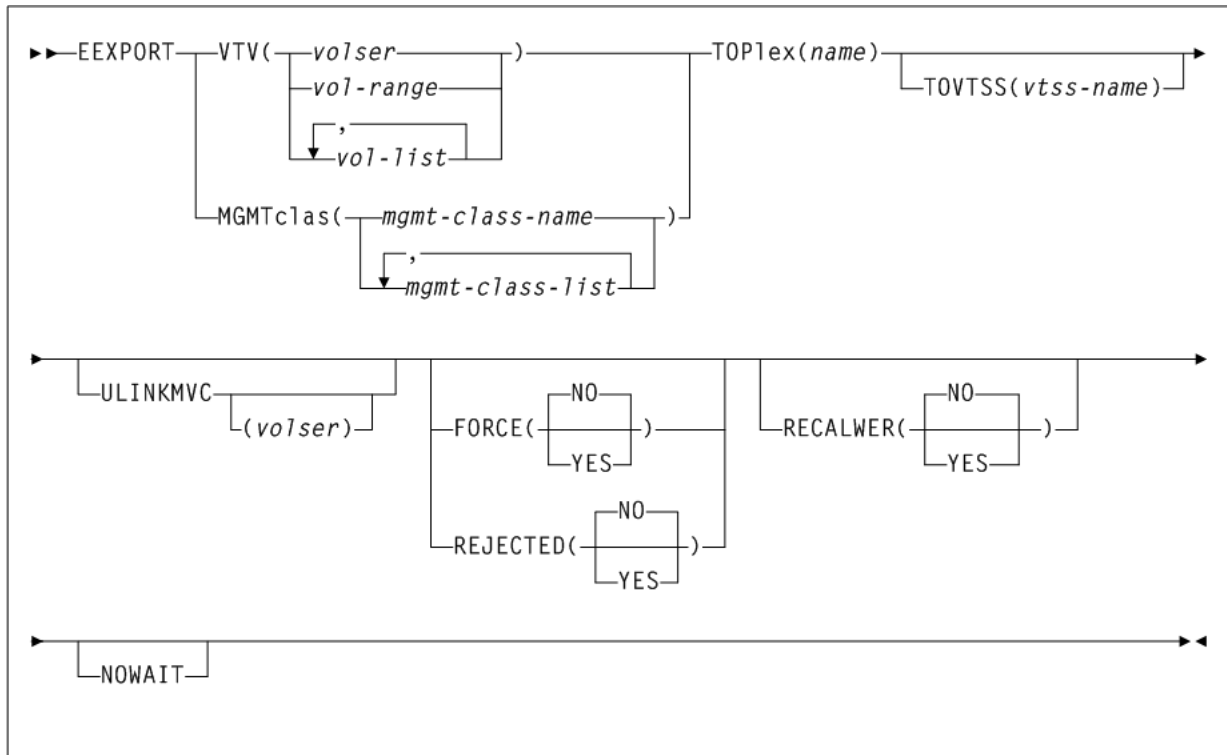 EEXPORT VTV( volser ) TOPlex(name)
vol-range TOVTSS(vtss-name)
,
vol-list
MGMTclas( mgmt-class-name )
,
mgmt-class-list
ULINKMVC NO NO
(volser) FORCE( ) RECALWER( )
YES YES
NO
REJECTED( )
YES
NOWAIT